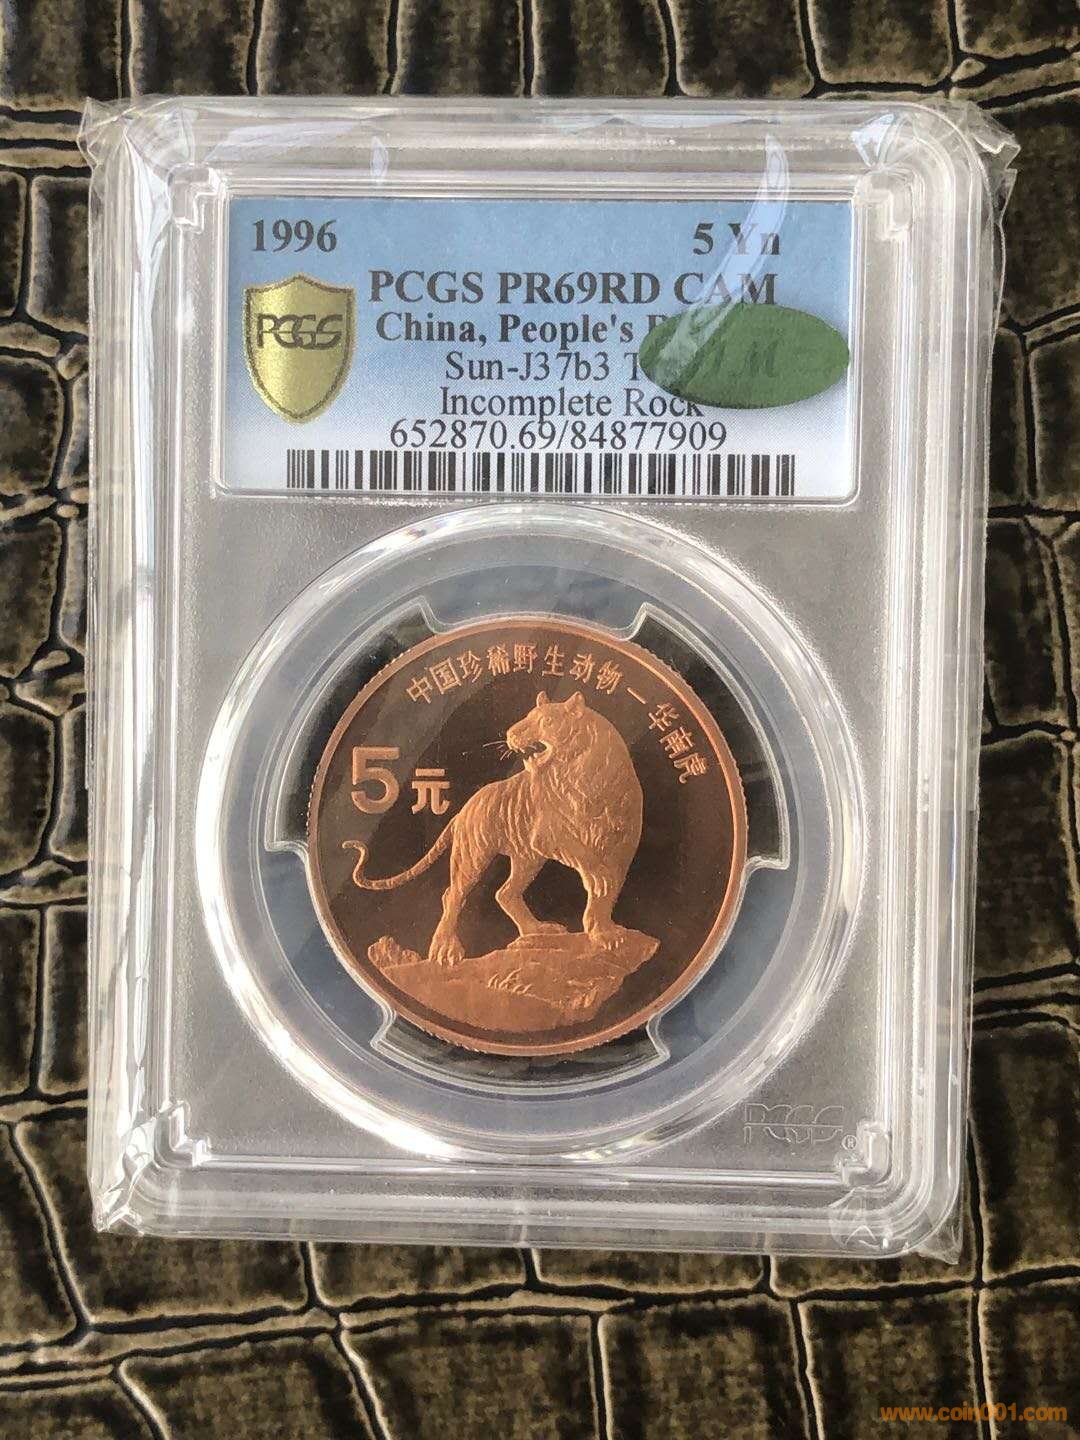 1996 5 Yn
PCGS PR69RD CAM
PCGS
China, People's
Sun-J37b3
Incomplete Rock
652870.69/84877909
中国珍稀野生动物—华南虎
5元
PCGS®
www.coin001.com